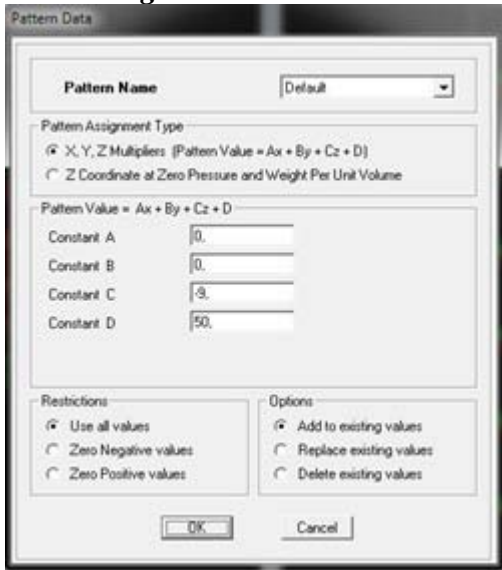 Pattern Data
Pattern Name Default
Pattern Assignment Type
X, Y, Z Multipliers (Pattern Value = Ax + By + Cz + D)
Z Coordinate at Zero Pressure and Weight Per Unit Volume
Pattern Value = Ax + By + Cz + D
Constant A 0,
Constant B 0,
Constant C -9,
Constant D 50,
Restrictions
Use all values
Zero Negative values
Zero Positive values
Options
Add to existing values
Replace existing values
Delete existing values
OK Cancel